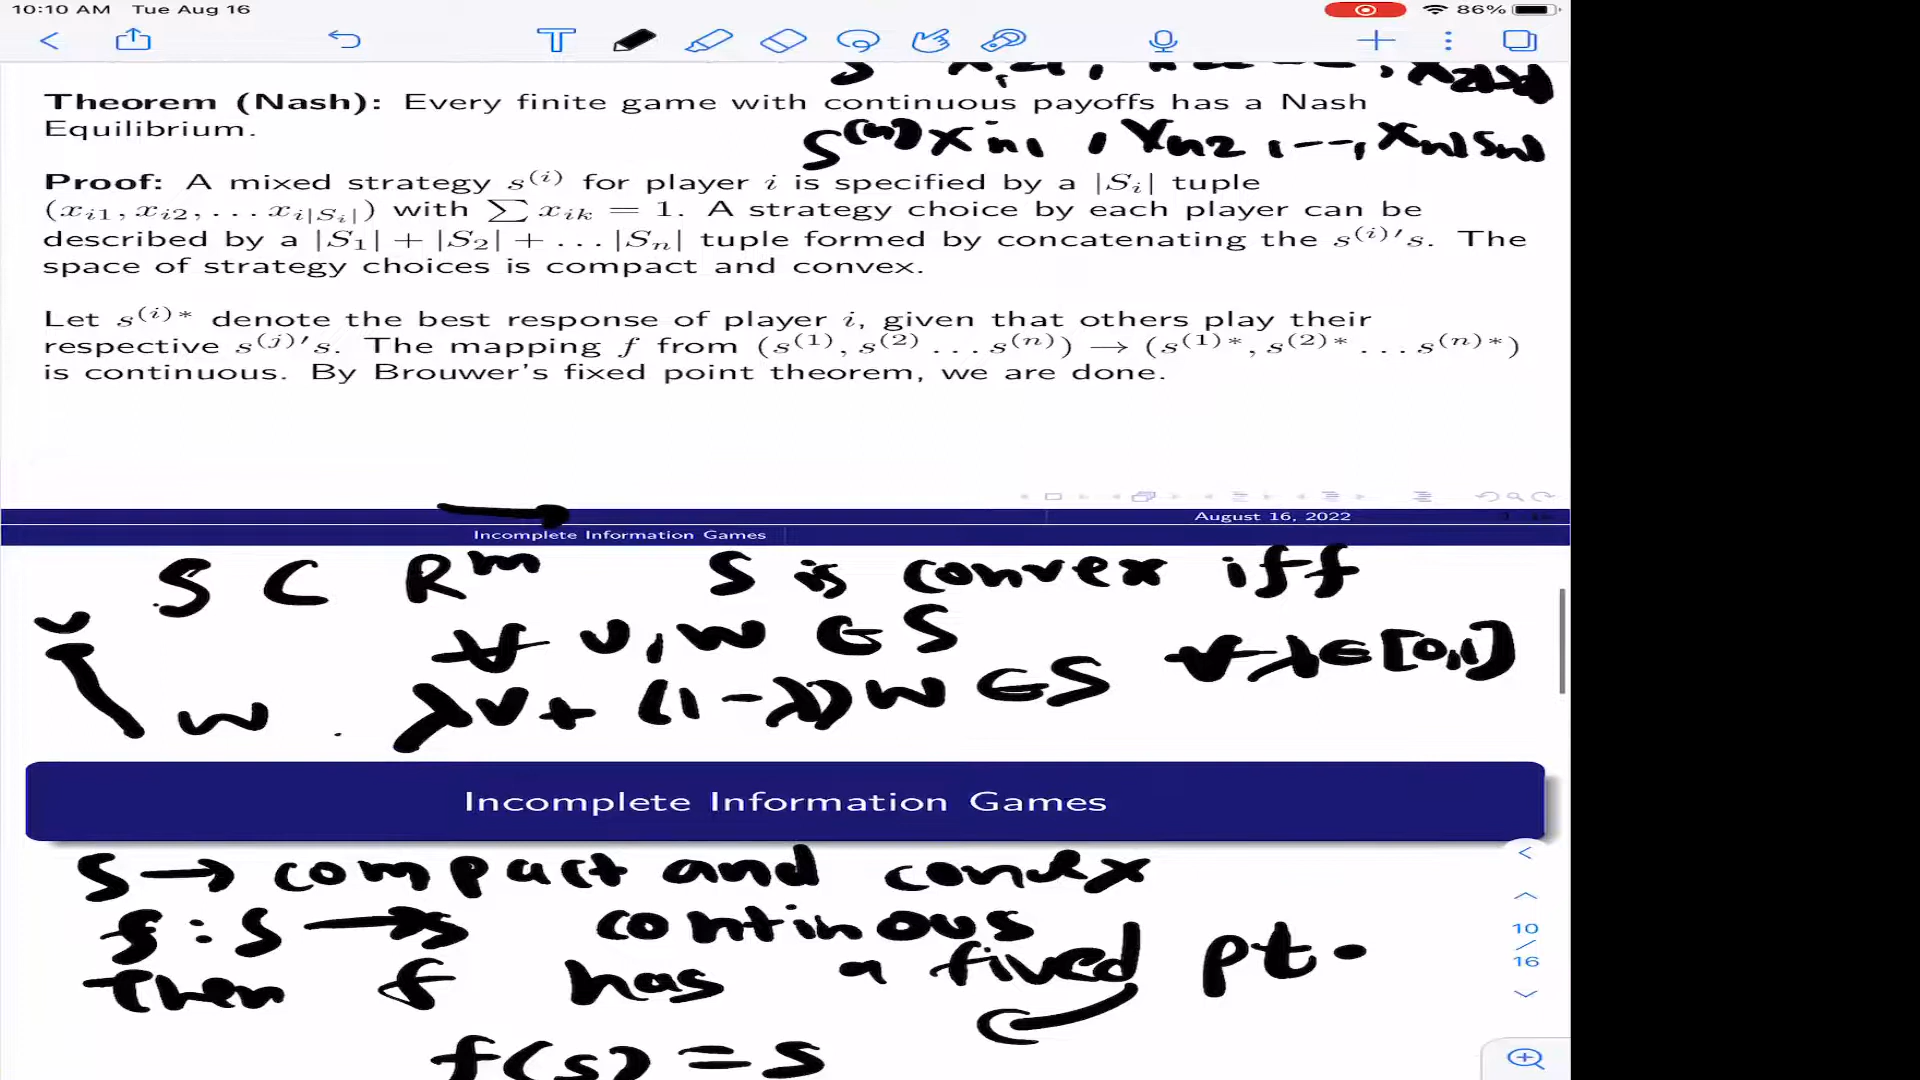 10:10 AM Tue Aug 16
86%
Theorem (Nash): Every finite game with continuous payoffs has a Nash
Equilibrium.
S^(n) x_n1, x_n2, ..., x_n|Sn|
Proof: A mixed strategy s^(i) for player i is specified by a |S_i| tuple
(x_i1, x_i2, ... x_i|S_i|) with ∑ x_ik = 1. A strategy choice by each player can be
described by a |S_1| + |S_2| + ... |S_n| tuple formed by concatenating the s^(i)'s. The
space of strategy choices is compact and convex.
Let s^(i)* denote the best response of player i, given that others play their
respective s^(j)'s. The mapping f from (s^(1), s^(2) ... s^(n)) → (s^(1)*, s^(2)* ... s^(n)*)
is continuous. By Brouwer's fixed point theorem, we are done.
August 16, 2022
Incomplete Information Games
S ⊂ R^m S is convex iff
∀ v, w ∈ S
v
λv + (1-λ)w ∈ S ∀ λ ∈ [0,1]
w
Incomplete Information Games
S → compact and convex
f : S → S continous
Then f has a fixed pt.
f(s) = s
10
/
16